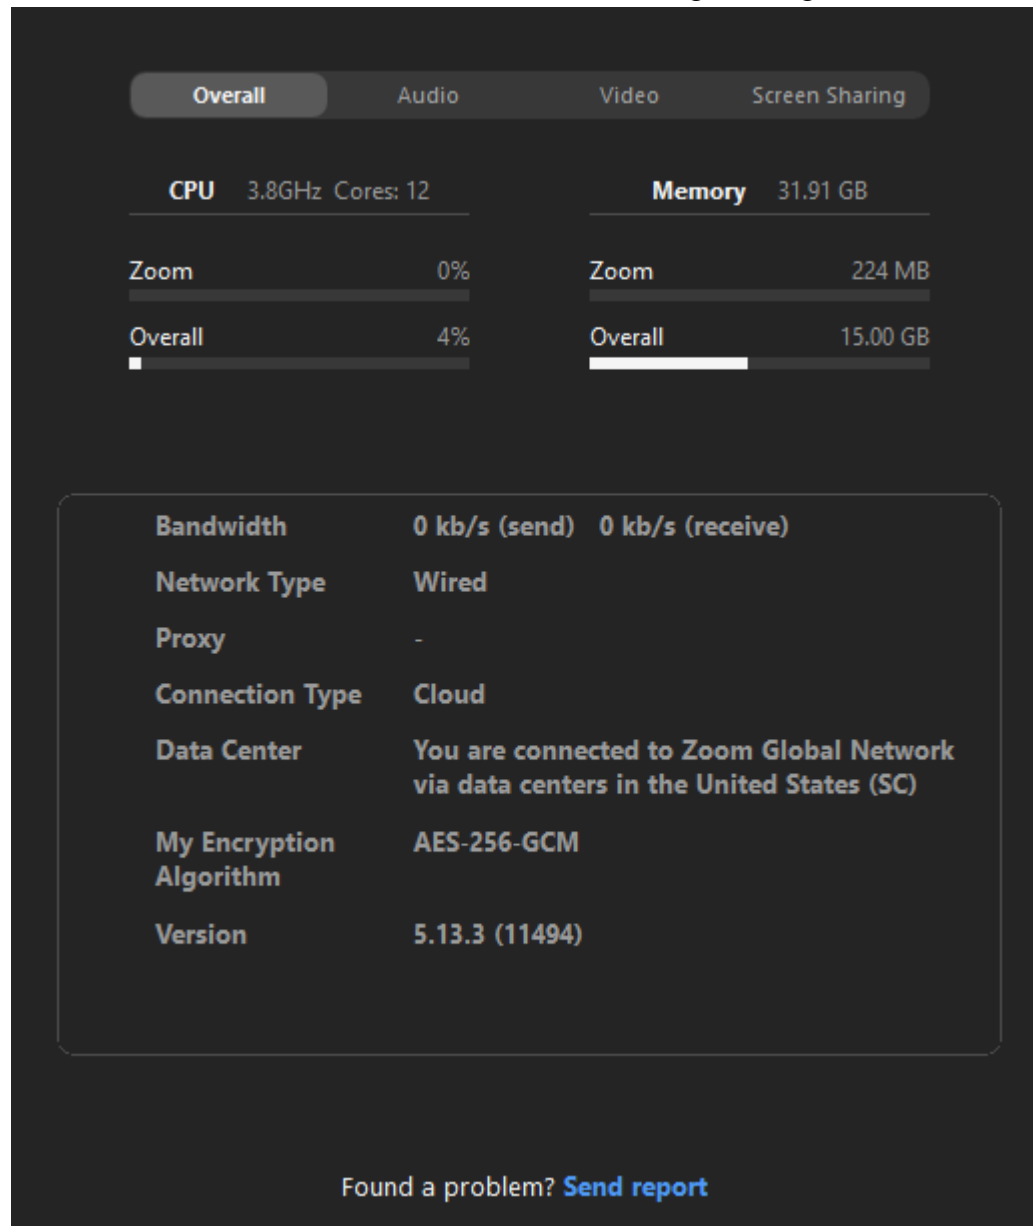 Overall Audio Video Screen Sharing
CPU 3.8GHz Cores: 12 Memory 31.91 GB
Zoom 0% Zoom 224 MB
Overall 4% Overall 15.00 GB
Bandwidth 0 kb/s (send) 0 kb/s (receive)
Network Type Wired
Proxy -
Connection Type Cloud
Data Center You are connected to Zoom Global Network
via data centers in the United States (SC)
My Encryption AES-256-GCM
Algorithm
Version 5.13.3 (11494)
Found a problem? Send report